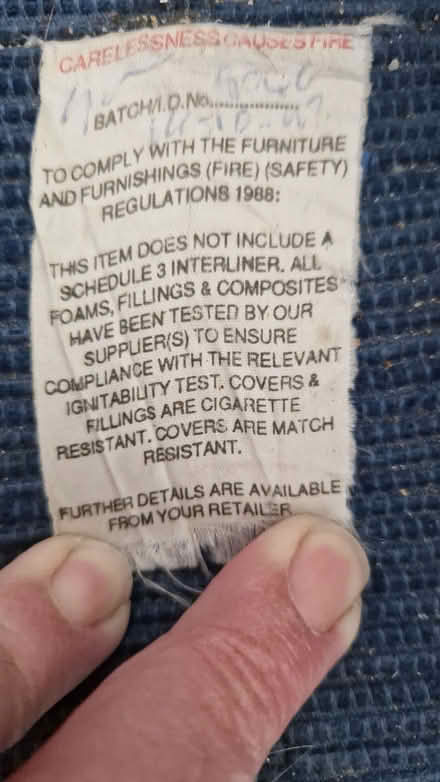 CARELESSNESS CAUSES FIRE
BATCH/I.D.No..................
TO COMPLY WITH THE FURNITURE
AND FURNISHINGS (FIRE) (SAFETY)
REGULATIONS 1988:
THIS ITEM DOES NOT INCLUDE A
SCHEDULE 3 INTERLINER. ALL
FOAMS, FILLINGS & COMPOSITES
HAVE BEEN TESTED BY OUR
SUPPLIER(S) TO ENSURE
COMPLIANCE WITH THE RELEVANT
IGNITABILITY TEST. COVERS &
FILLINGS ARE CIGARETTE
RESISTANT. COVERS ARE MATCH
RESISTANT.
FURTHER DETAILS ARE AVAILABLE
FROM YOUR RETAILER